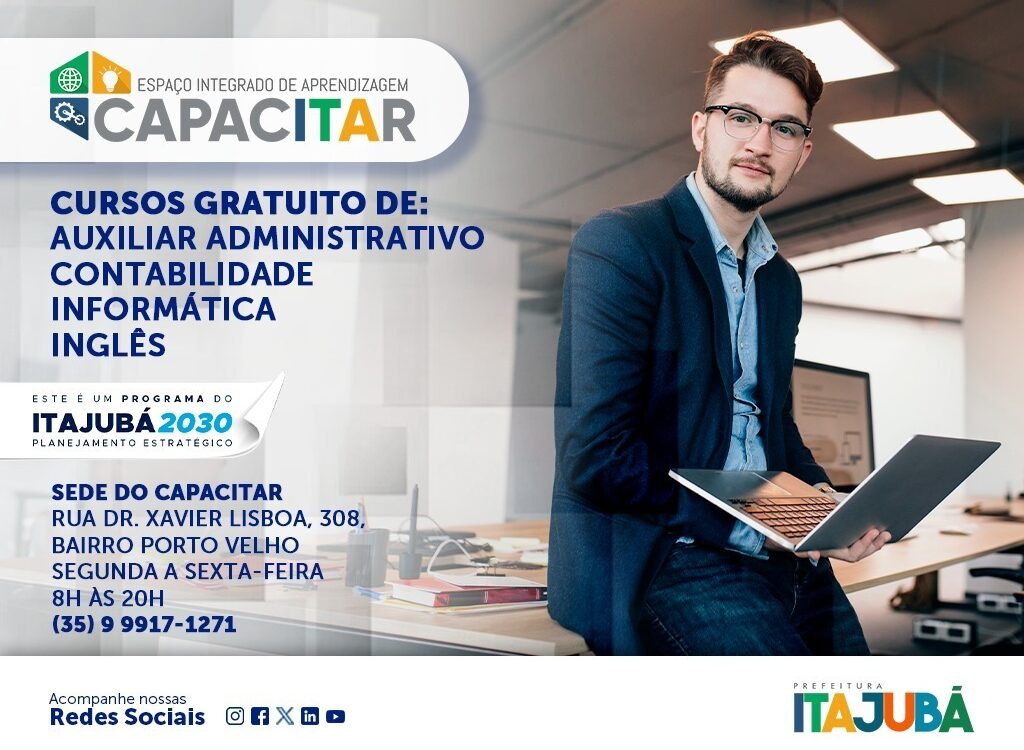 ESPAÇO INTEGRADO DE APRENDIZAGEM
CAPACITAR
CURSOS GRATUITO DE:
AUXILIAR ADMINISTRATIVO
CONTABILIDADE
INFORMÁTICA
INGLÊS
ESTE É UM PROGRAMA DO
ITAJUBÁ 2030
PLANEJAMENTO ESTRATÉGICO
SEDE DO CAPACITAR
RUA DR. XAVIER LISBOA, 308,
BAIRRO PORTO VELHO
SEGUNDA A SEXTA-FEIRA
8H ÀS 20H
(35) 9 9917-1271
Acompanhe nossas
Redes Sociais
PREFEITURA
ITAJUBÁ